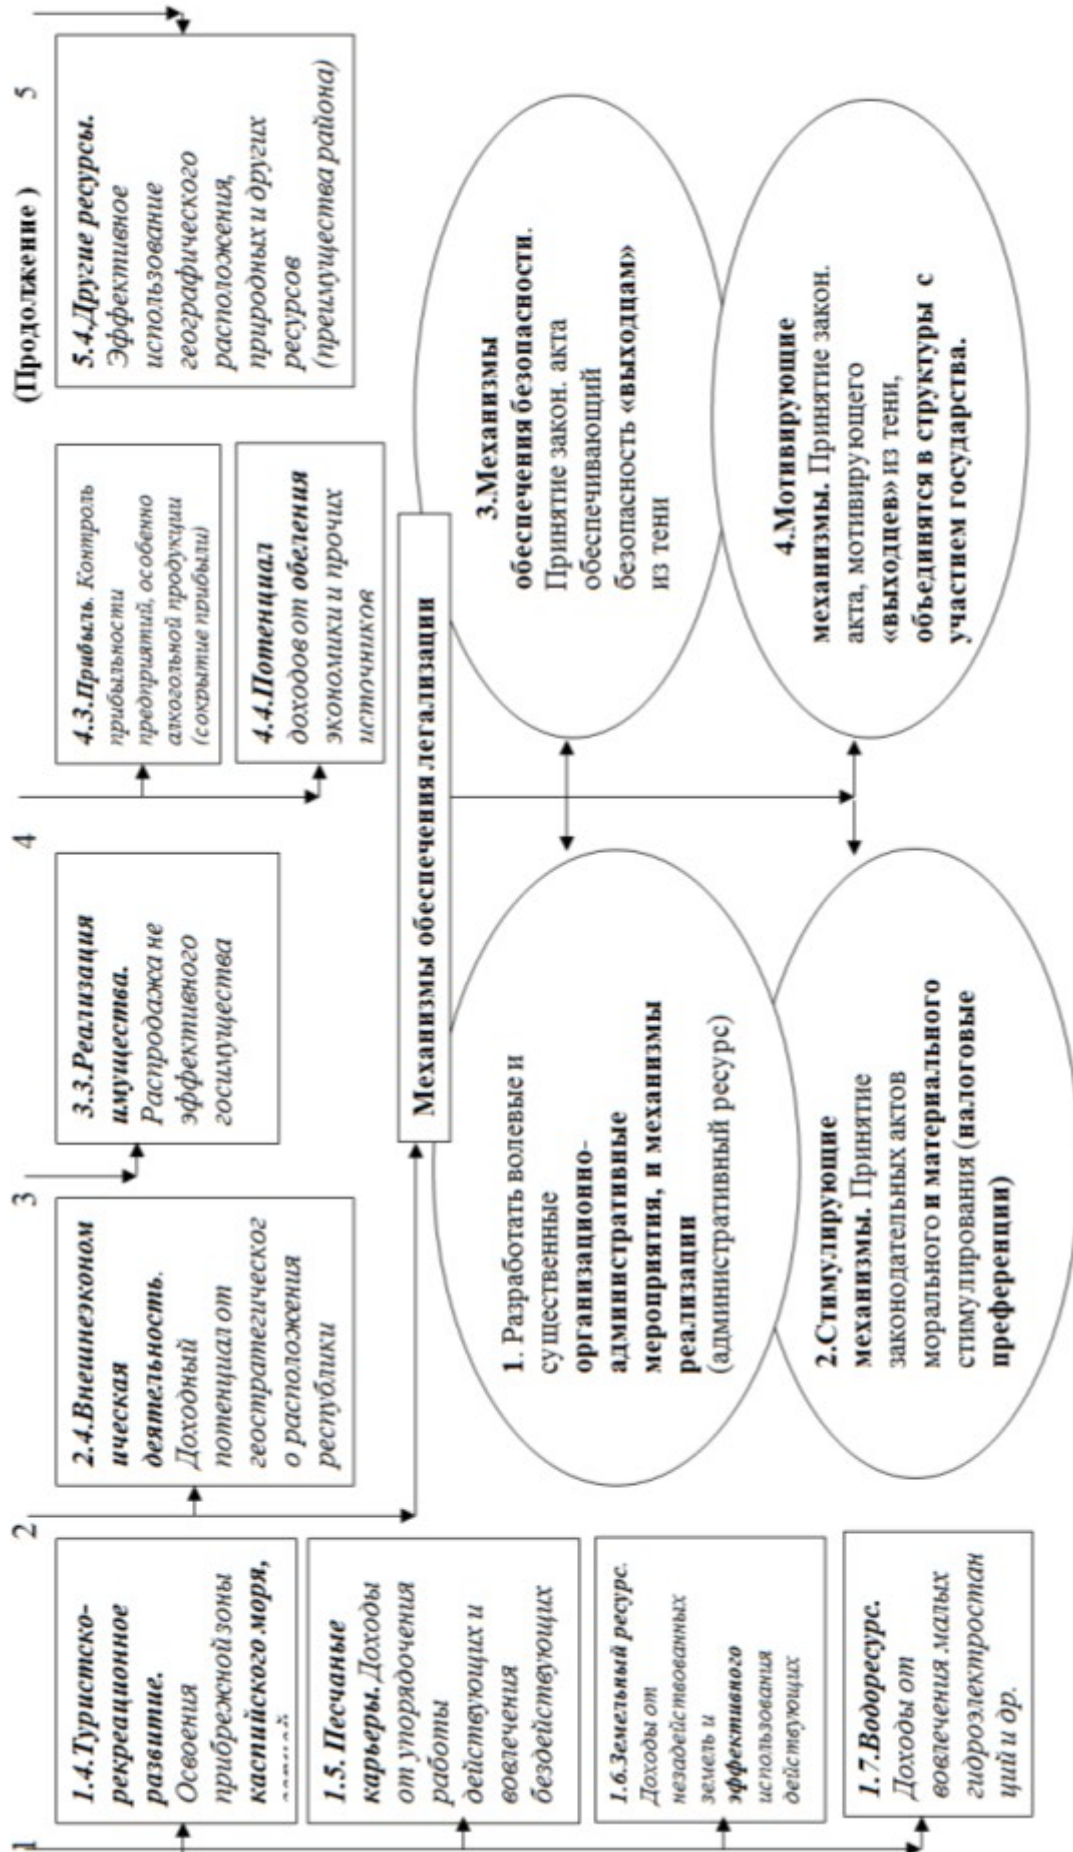 (Продолжение )
1
2
3
4
5
1.4.Туристско-
рекреационное
развитие.
Освоения
прибрежной зоны
каспийского моря,
1.5. Песчаные
карьеры. Доходы
от упорядочения
работы
действующих и
вовлечения
бездействующих
1.6.Земельный ресурс.
Доходы от
незадействованных
земель и
эффективного
использования
действующих
1.7.Водоресурс.
Доходы от
вовлечения малых
гидроэлектростан
ций и др.
2.4.Внешнеэконом
ическая
деятельность.
Доходный
потенциал от
геостратегическог
о расположения
республики
3.3.Реализация
имущества.
Распродажа не
эффективного
госимущества
4.3.Прибыль. Контроль
прибыльности
предприятий, особенно
алкогольной продукции
(сокрытие прибыли)
4.4.Потенциал
доходов от обеления
экономики и прочих
источников
5.4.Другие ресурсы.
Эффективное
использование
географического
расположения,
природных и других
ресурсов
(преимущества района)
Механизмы обеспечения легализации
1. Разработать волевые и
существенные
организационно-
административные
мероприятия, и механизмы
реализации
(административный ресурс)
2.Стимулирующие
механизмы. Принятие
законодательных актов
морального и материального
стимулирования (налоговые
преференции)
3.Механизмы
обеспечения безопасности.
Принятие закон. акта
обеспечивающий
безопасность «выходцам»
из тени
4.Мотивирующие
механизмы. Принятие закон.
акта, мотивирующего
«выходцев» из тени,
объединятся в структуры с
участием государства.